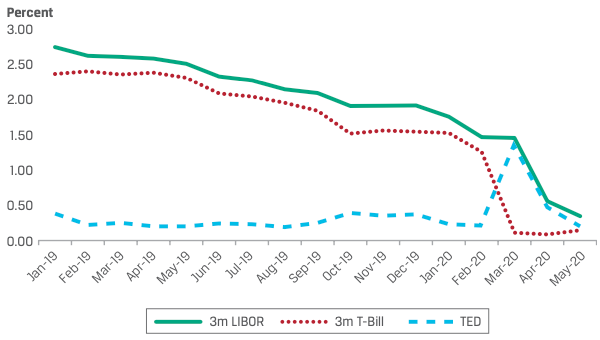 Percent
3.00
2.50
2.00
1.50
1.00
0.50
0.00
Jan-19 Feb-19 Mar-19 Apr-19 May-19 Jun-19 Jul-19 Aug-19 Sep-19 Oct-19 Nov-19 Dec-19 Jan-20 Feb-20 Mar-20 Apr-20 May-20
3m LIBOR 3m T-Bill TED